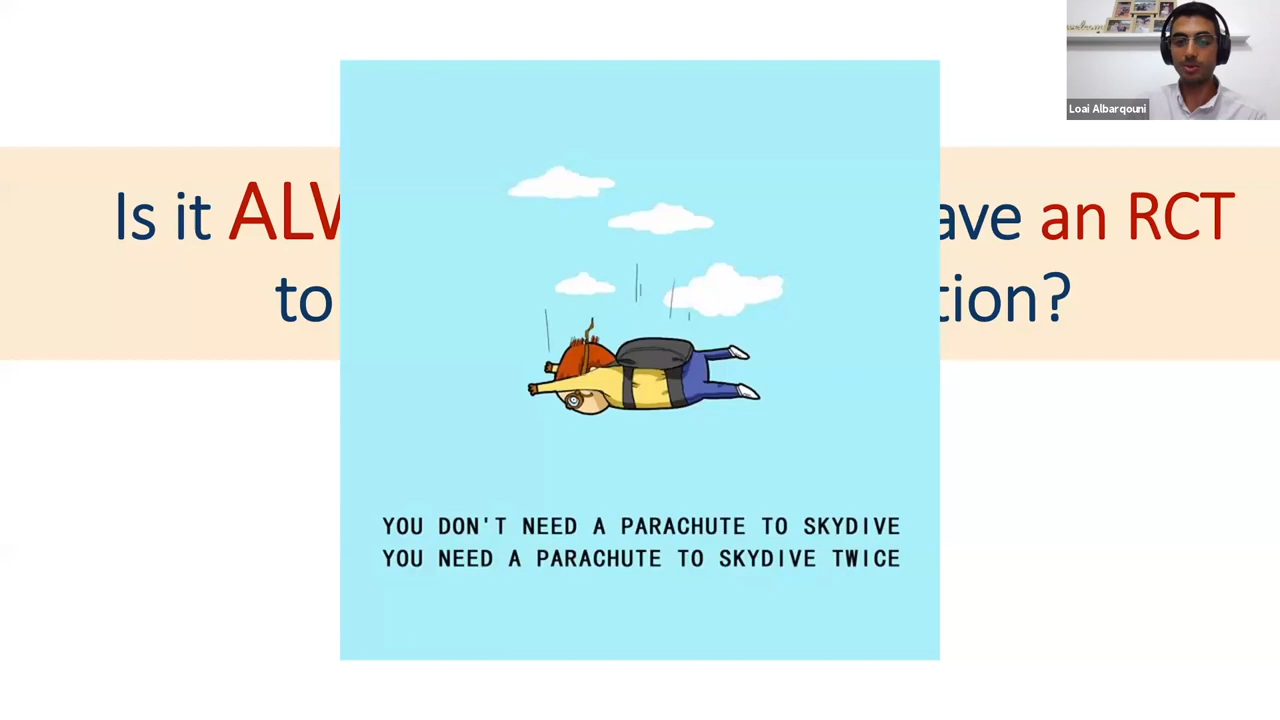 Loai Albarqouni
Is it ALW ave an RCT
to tion?
YOU DON'T NEED A PARACHUTE TO SKYDIVE
YOU NEED A PARACHUTE TO SKYDIVE TWICE